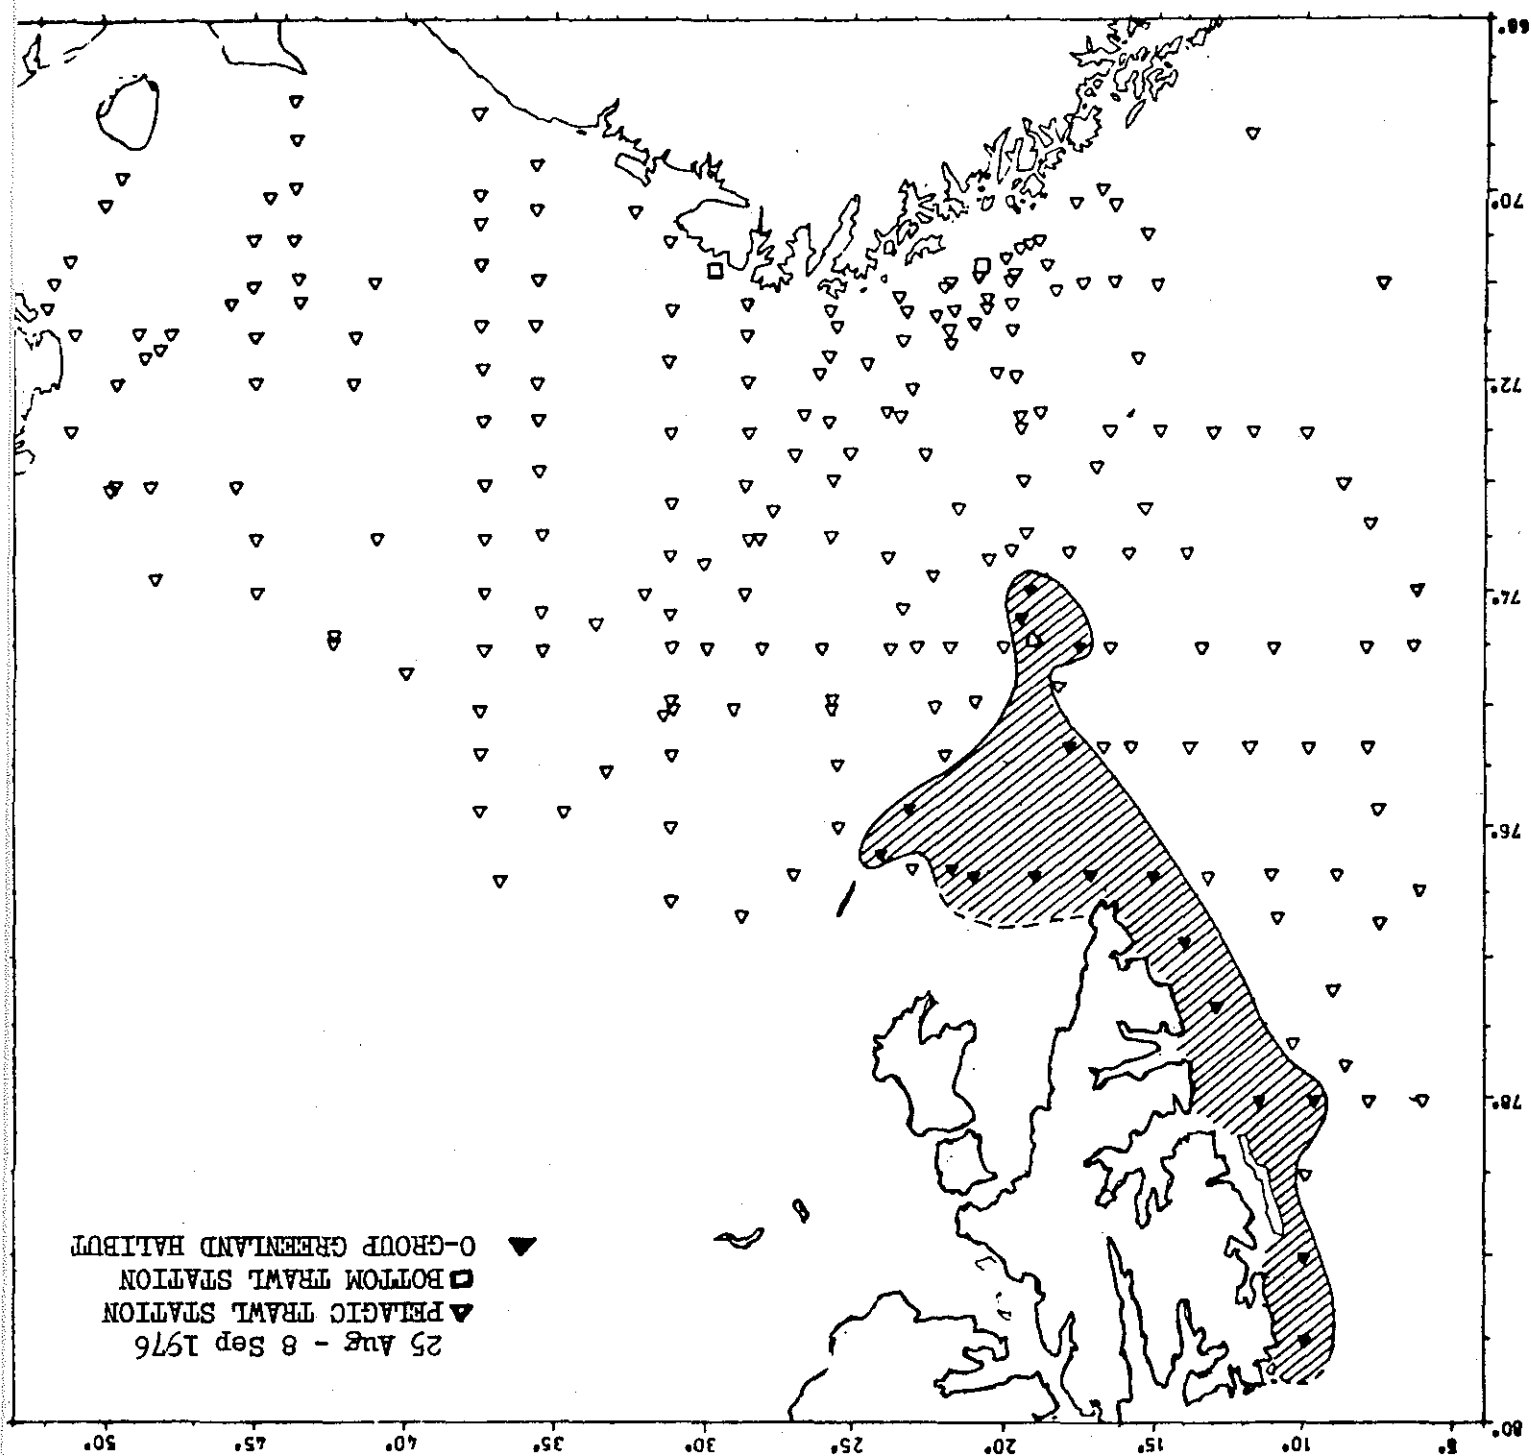 80° 5° 10° 15° 20° 25° 30° 35° 40° 45° 50°
25 Aug - 8 Sep 1976
PELAGIC TRAWL STATION
BOTTOM TRAWL STATION
0-GROUP GREENLAND HALIBUT
78°
76°
74°
72°
70°
68°